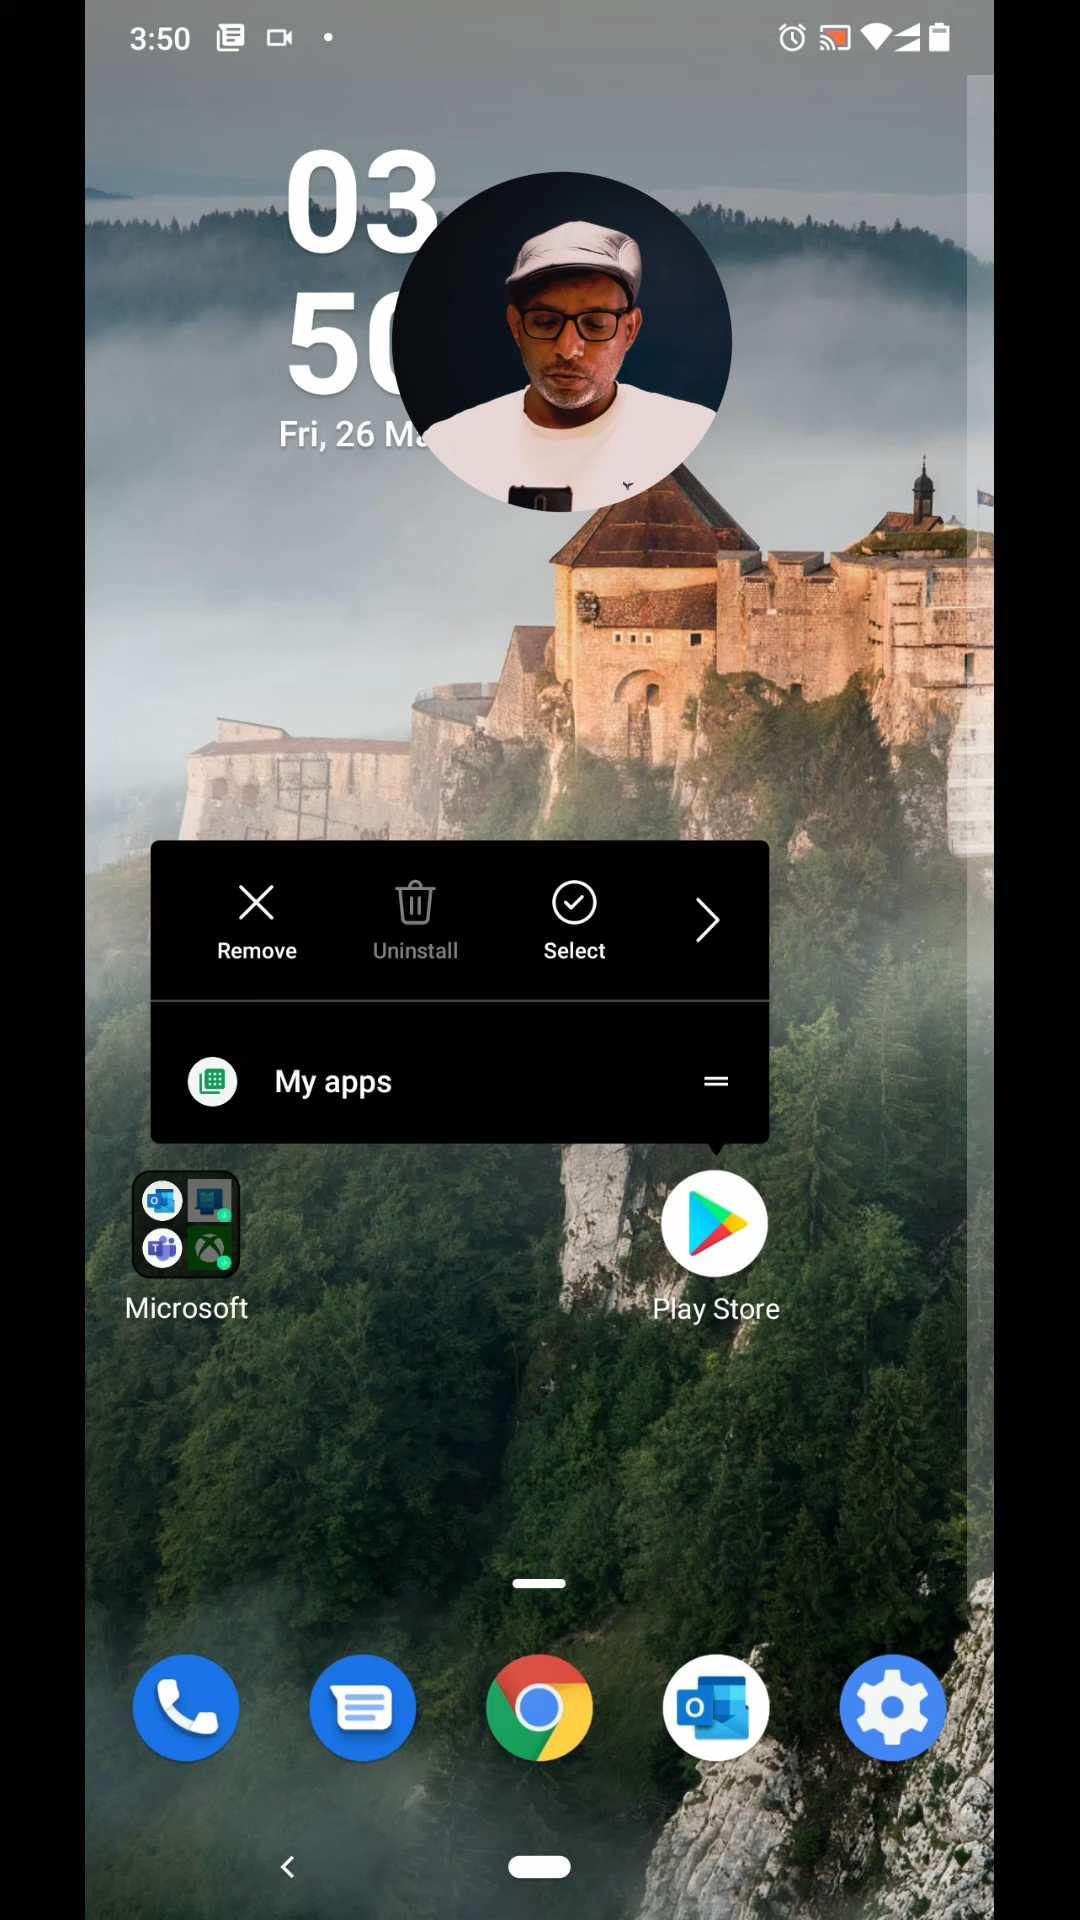 3:50
03
50
Fri, 26
Remove
Uninstall
Select
My apps
Microsoft
Play Store